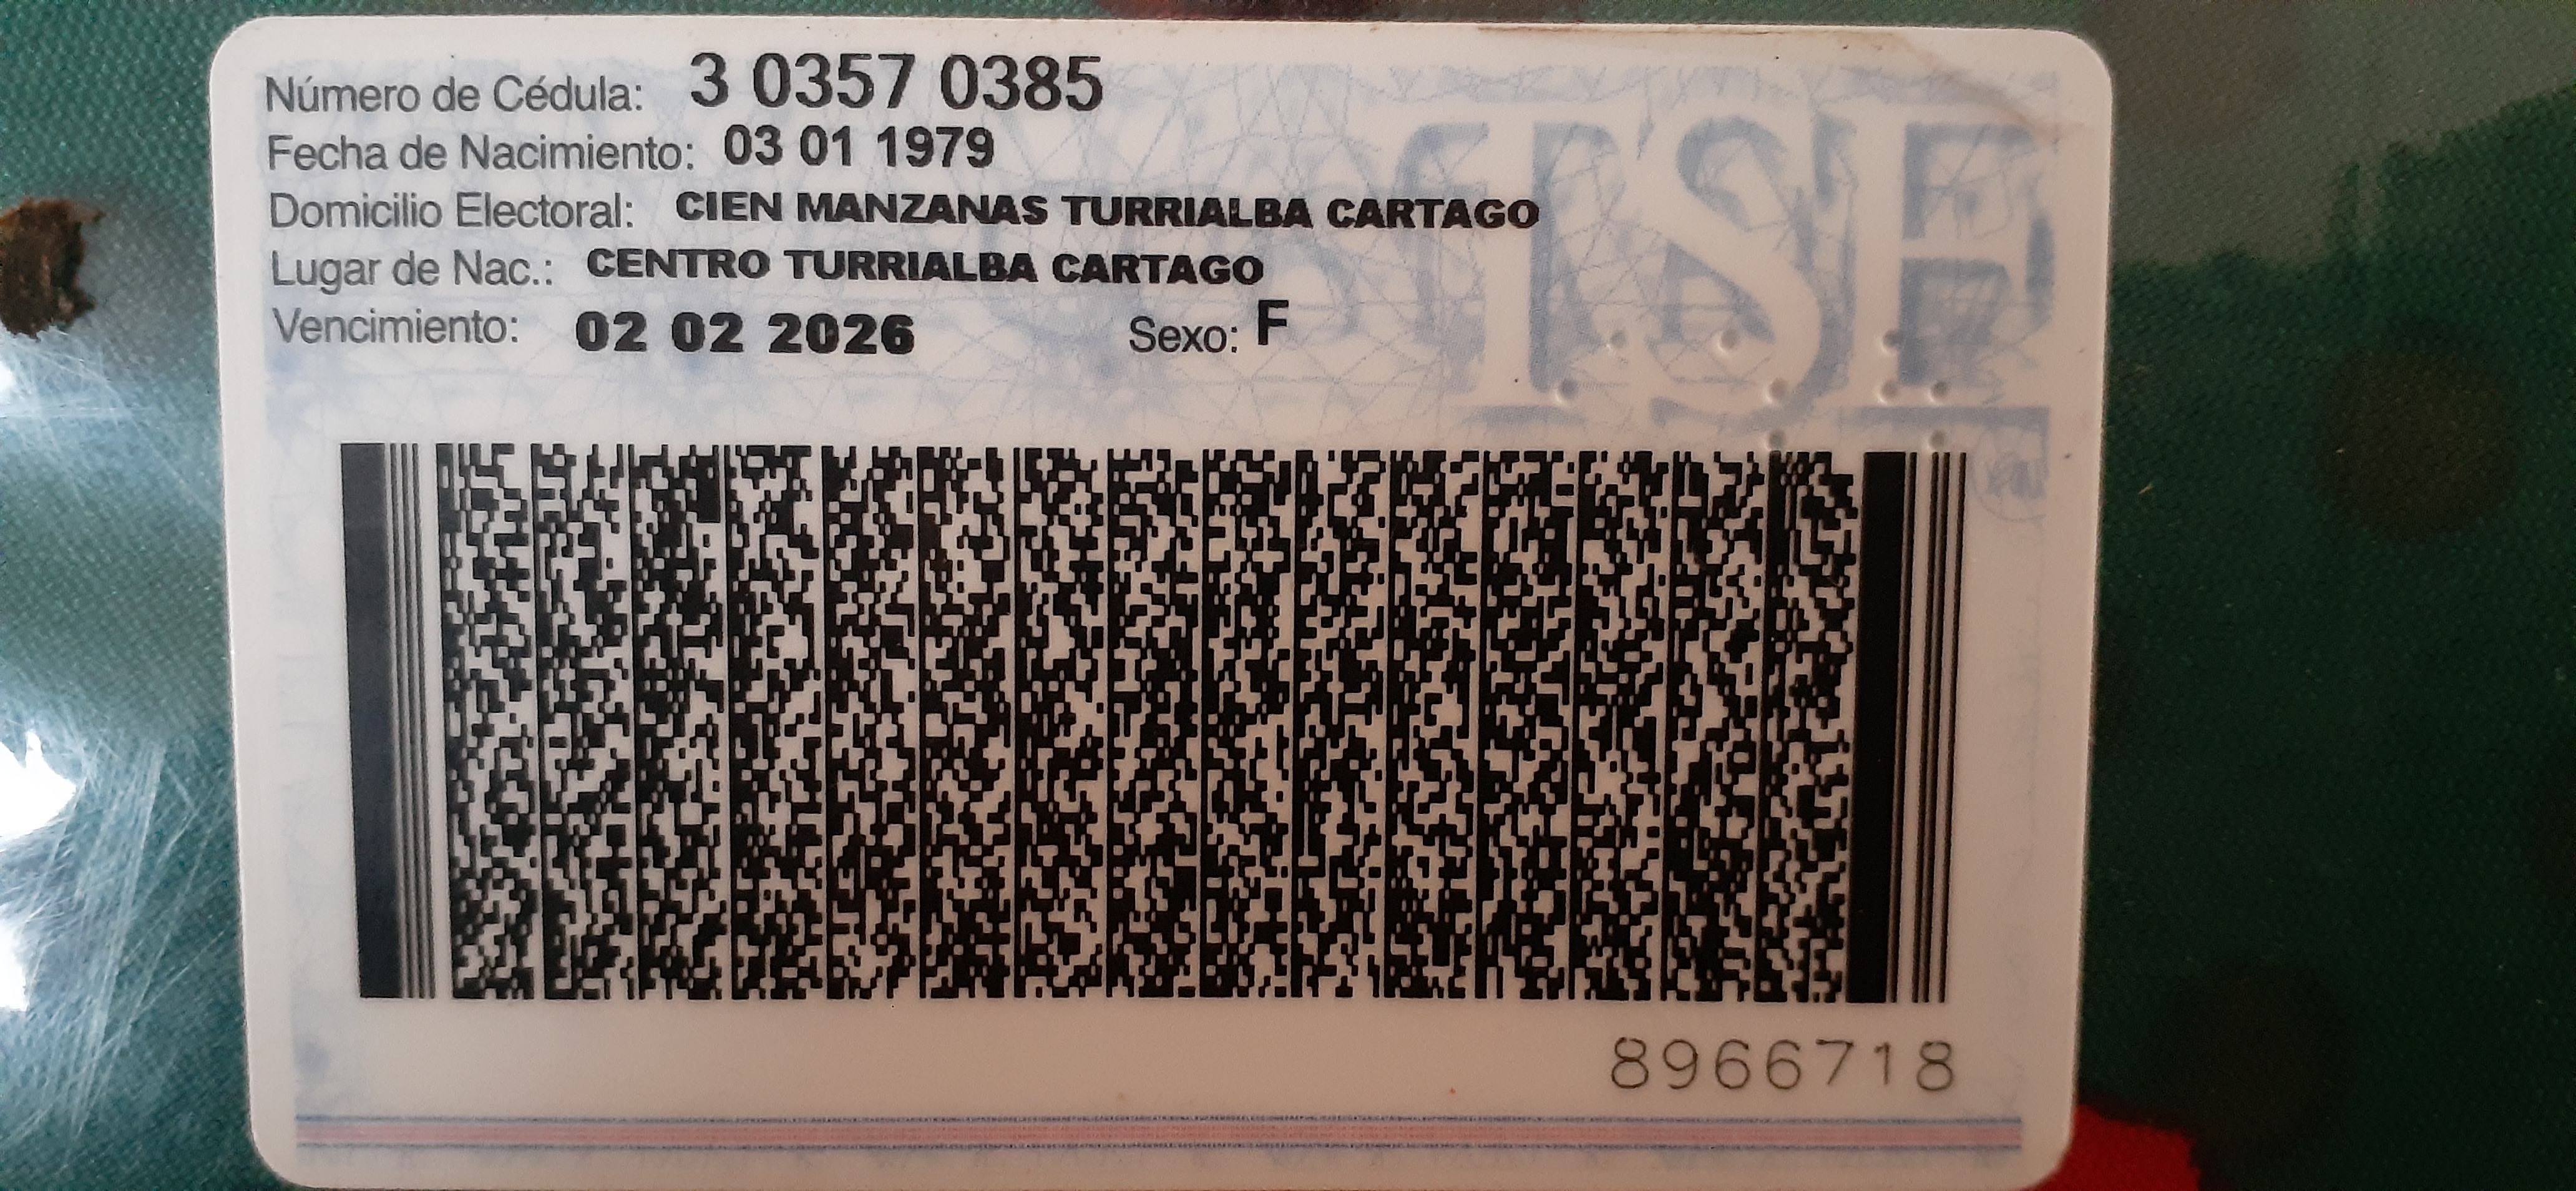 Número de Cédula: 3 0357 0385
Fecha de Nacimiento: 03 01 1979
Domicilio Electoral: CIEN MANZANAS TURRIALBA CARTAGO
Lugar de Nac.: CENTRO TURRIALBA CARTAGO
Vencimiento: 02 02 2026 Sexo: F
8966718